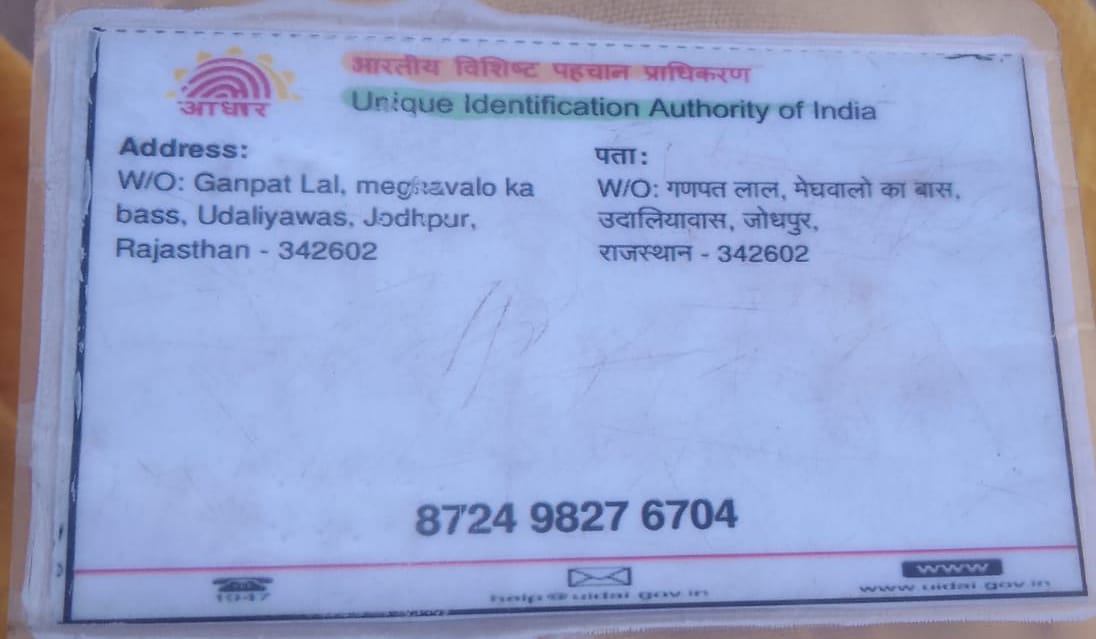 आधार
भारतीय विशिष्ट पहचान प्राधिकरण
Unique Identification Authority of India
Address:
W/O: Ganpat Lal, meghavalo ka
bass, Udaliyawas, Jodhpur,
Rajasthan - 342602
पता:
W/O: गणपत लाल, मेघवालो का बास,
उदालियावास, जोधपुर,
राजस्थान - 342602
8724 9827 6704
1947
help@uidai.gov.in
www
www.uidai.gov.in